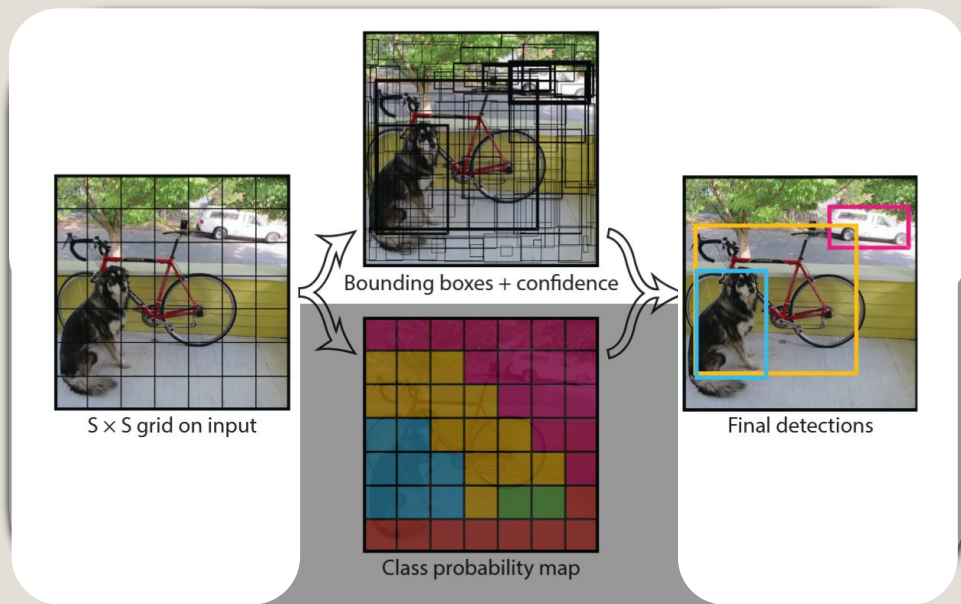 Bounding boxes + confidence
S × S grid on input
Final detections
Class probability map